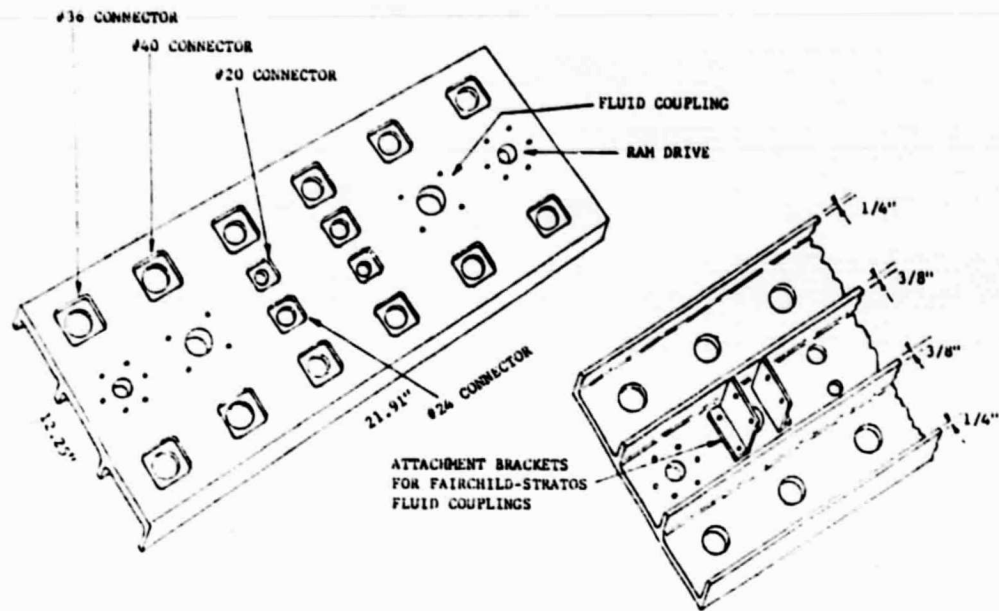 #36 CONNECTOR
#40 CONNECTOR
#20 CONNECTOR
FLUID COUPLING
RAM DRIVE
#24 CONNECTOR
21.91"
12.25"
1/4"
3/8"
3/8"
1/4"
ATTACHMENT BRACKETS
FOR FAIRCHILD-STRATOS
FLUID COUPLINGS